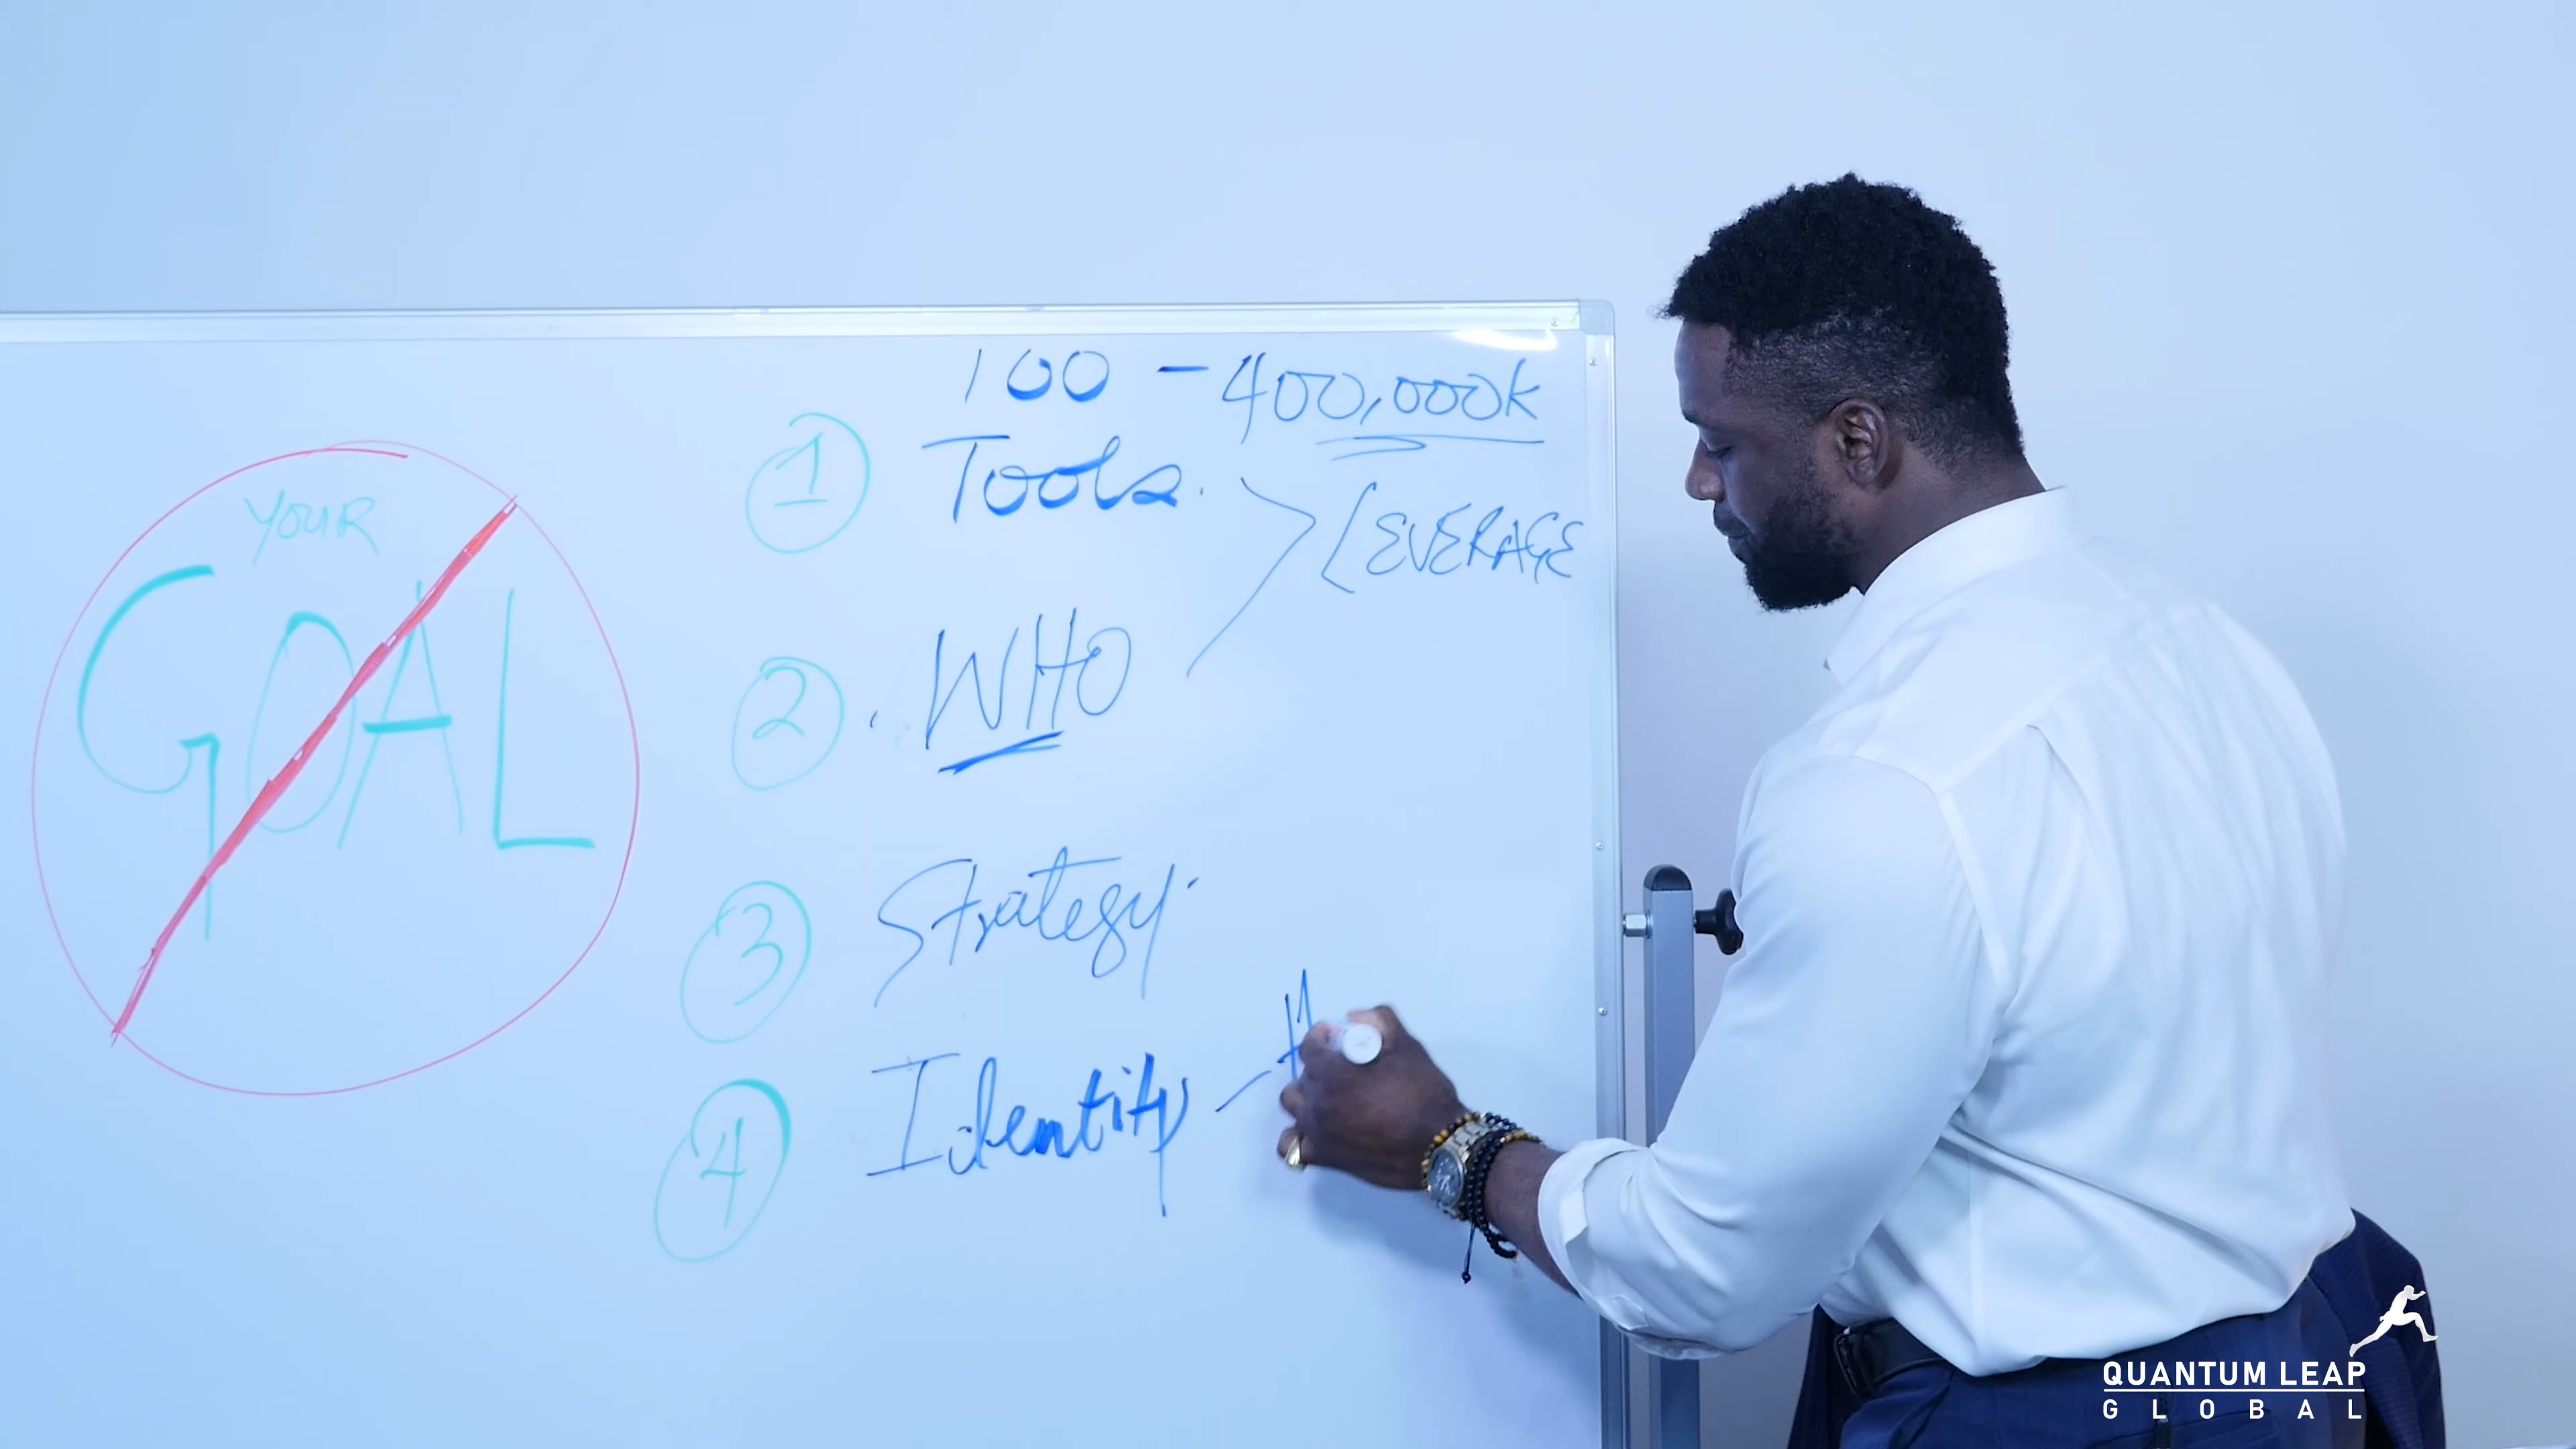 YOUR
GOAL
100 - 400,000k
1 Tools.
LEVERAGE
2 . WHO
3 Strategy.
4 Identity -
QUANTUM LEAP
GLOBAL